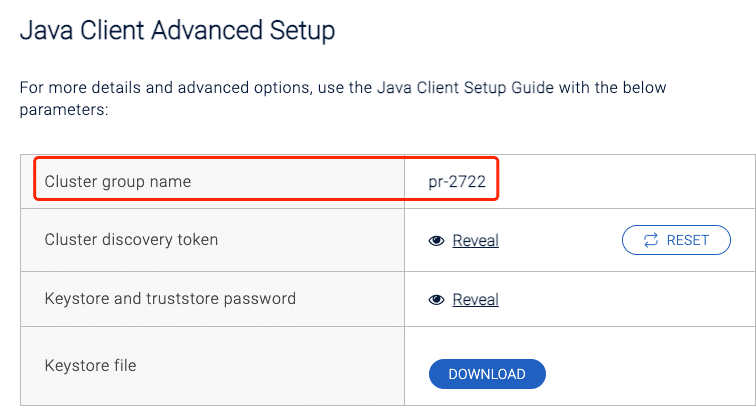 Java Client Advanced Setup
For more details and advanced options, use the Java Client Setup Guide with the below
parameters:
Cluster group name pr-2722
Cluster discovery token Reveal RESET
Keystore and truststore password Reveal
Keystore file DOWNLOAD